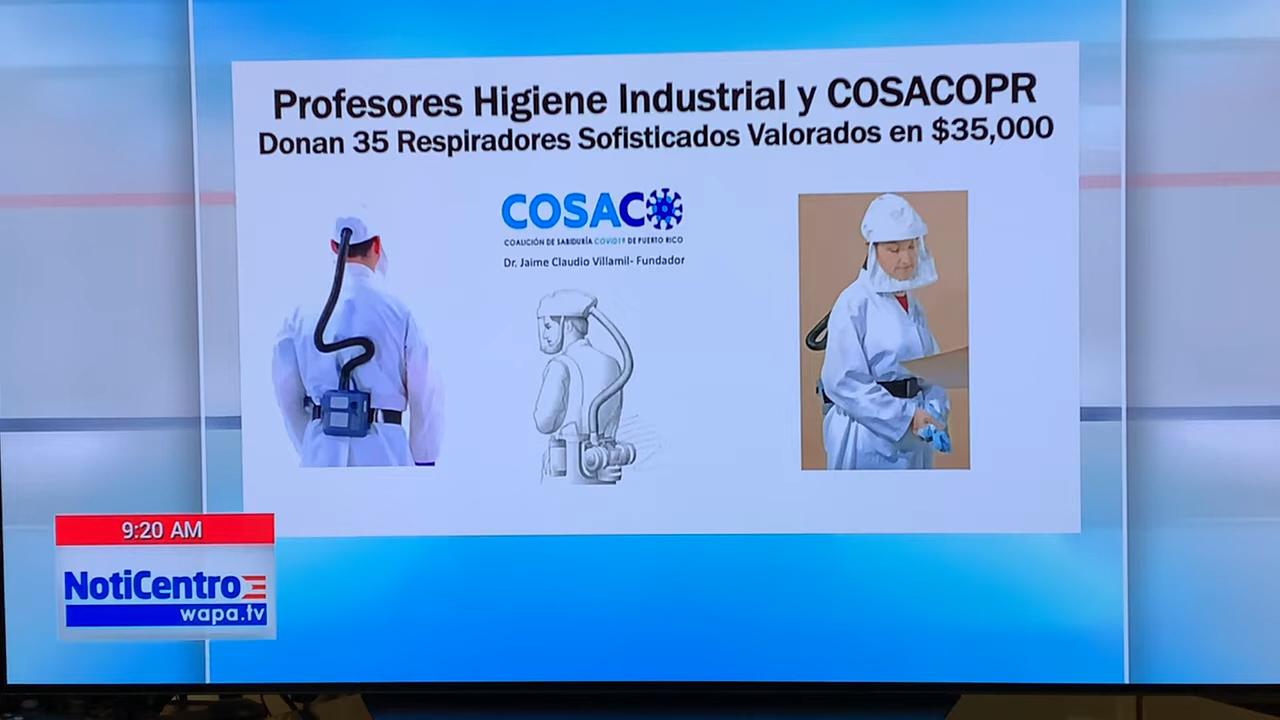 Profesores Higiene Industrial y COSACOPR
Donan 35 Respiradores Sofisticados Valorados en $35,000
COSACO
COALICIÓN DE SABIDURÍA COVID19 DE PUERTO RICO
Dr. Jaime Claudio Villamil- Fundador
9:20 AM
NotiCentro
wapa.tv